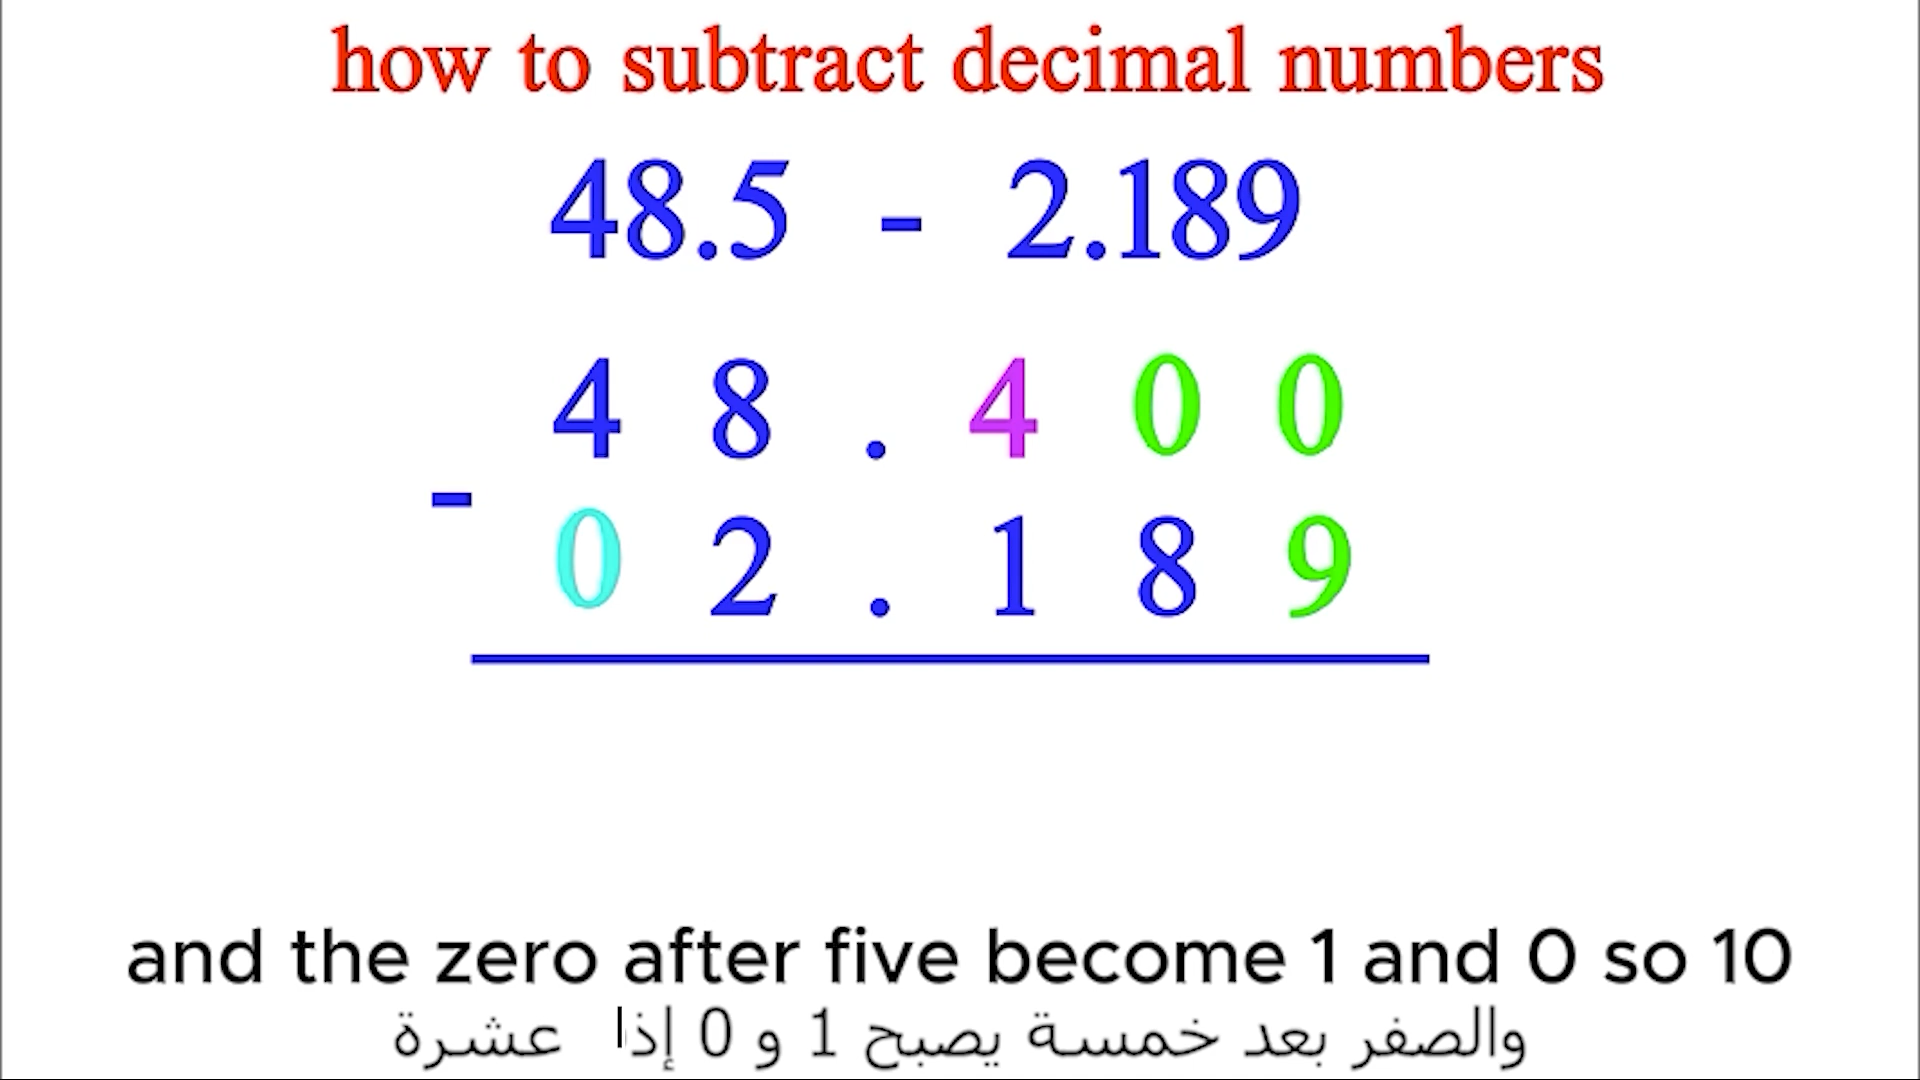 how to subtract decimal numbers
48.5 - 2.189
4 8 . 4 0 0
-
0 2 . 1 8 9
and the zero after five become 1 and 0 so 10
والصفر بعد خمسة يصبح 1 و 0 إذا عشرة